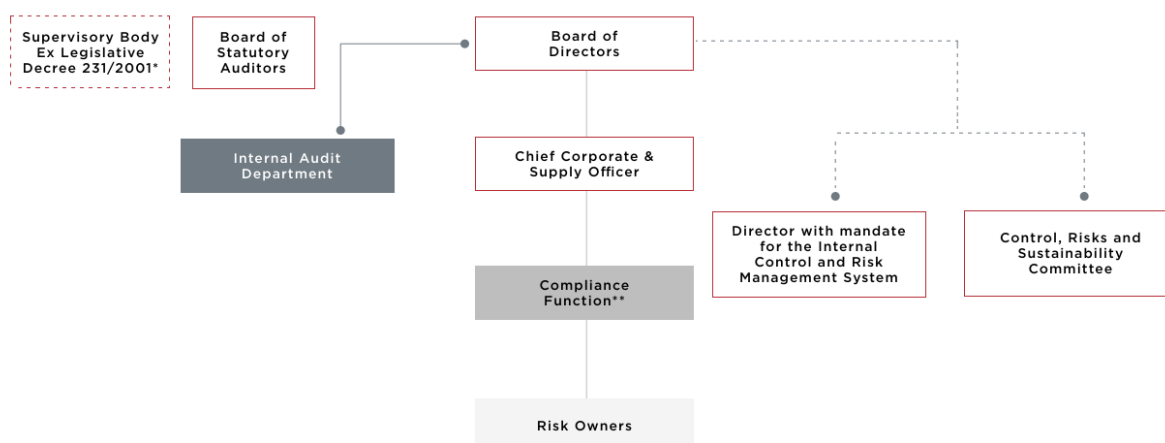 Supervisory Body
Ex Legislative
Decree 231/2001*
Board of
Statutory
Auditors
Board of
Directors
Internal Audit
Department
Chief Corporate &
Supply Officer
Director with mandate
for the Internal
Control and Risk
Management System
Control, Risks and
Sustainability
Committee
Compliance
Function**
Risk Owners